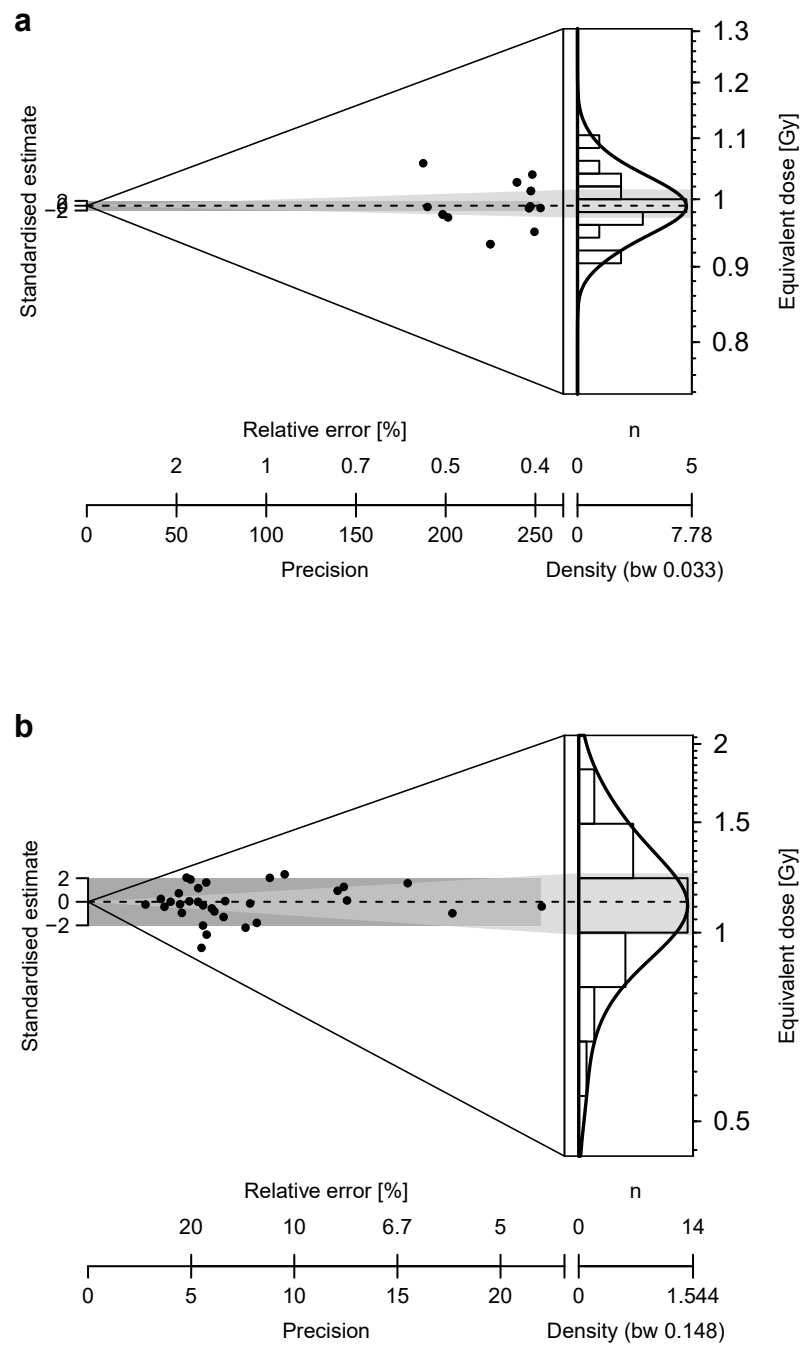 a
1.3
1.2
1.1
1
0.9
0.8
Equivalent dose [Gy]
Standardised estimate
2
0
−2
Relative error [%]
n
2 1 0.7 0.5 0.4 0 5
0 50 100 150 200 250 0 7.78
Precision
Density (bw 0.033)
b
2
1.5
1
0.5
Equivalent dose [Gy]
Standardised estimate
2
0
−2
Relative error [%]
n
20 10 6.7 5 0 14
0 5 10 15 20 0 1.544
Precision
Density (bw 0.148)